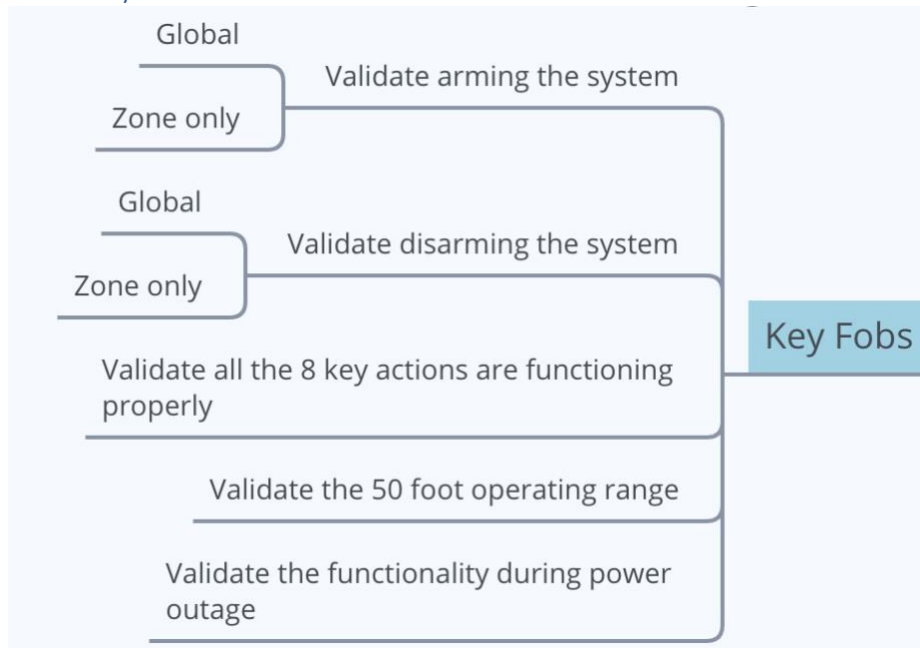 Global
Validate arming the system
Zone only
Global
Validate disarming the system
Zone only
Key Fobs
Validate all the 8 key actions are functioning
properly
Validate the 50 foot operating range
Validate the functionality during power
outage